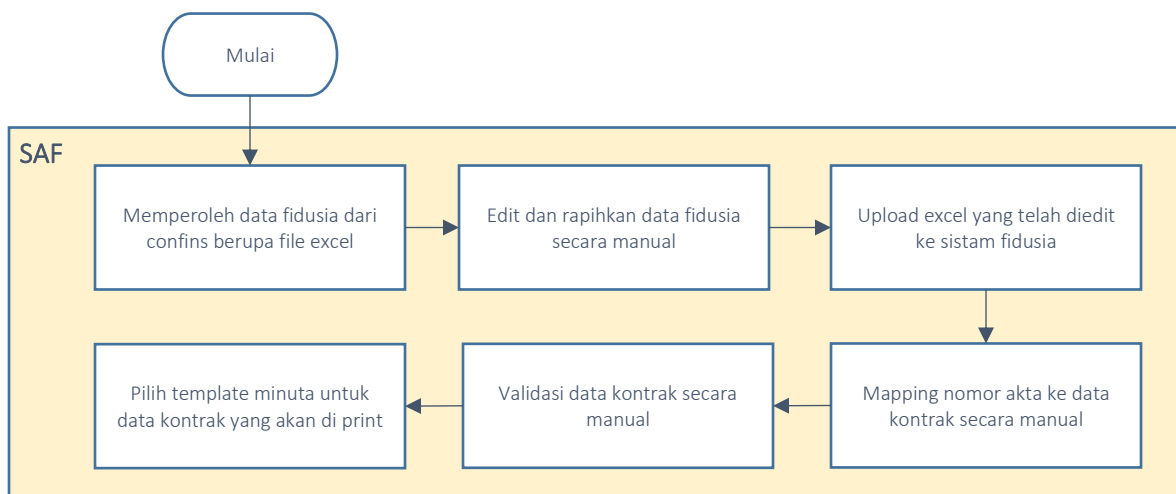 Mulai
SAF
Memperoleh data fidusia dari
confins berupa file excel
Edit dan rapihkan data fidusia
secara manual
Upload excel yang telah diedit
ke sistam fidusia
Mapping nomor akta ke data
kontrak secara manual
Validasi data kontrak secara
manual
Pilih template minuta untuk
data kontrak yang akan di print